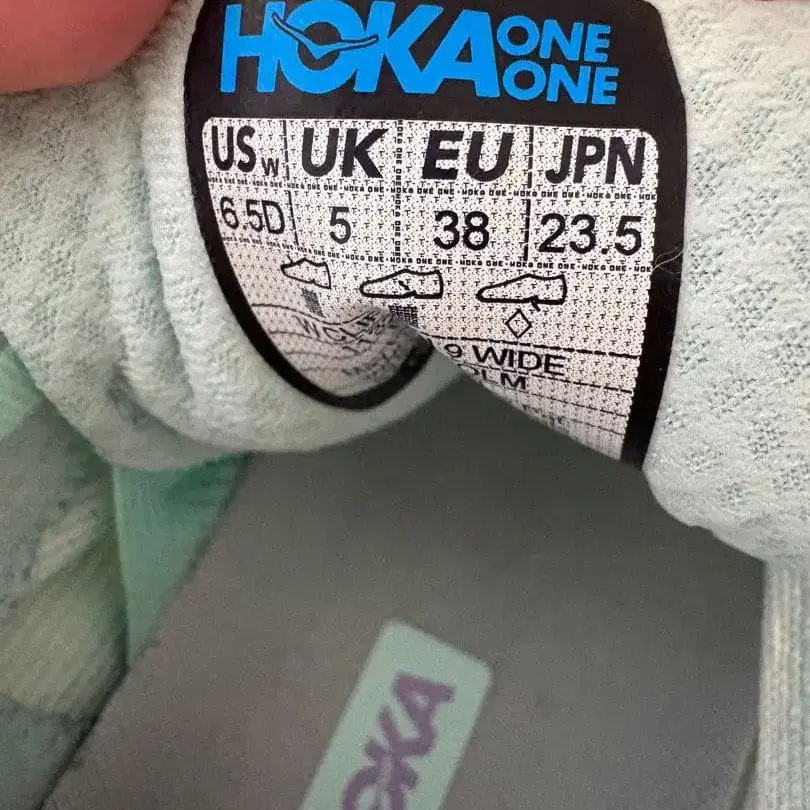 HOKA ONE ONE
US W UK EU JPN
6.5D 5 38 23.5
9 WIDE
HOKA